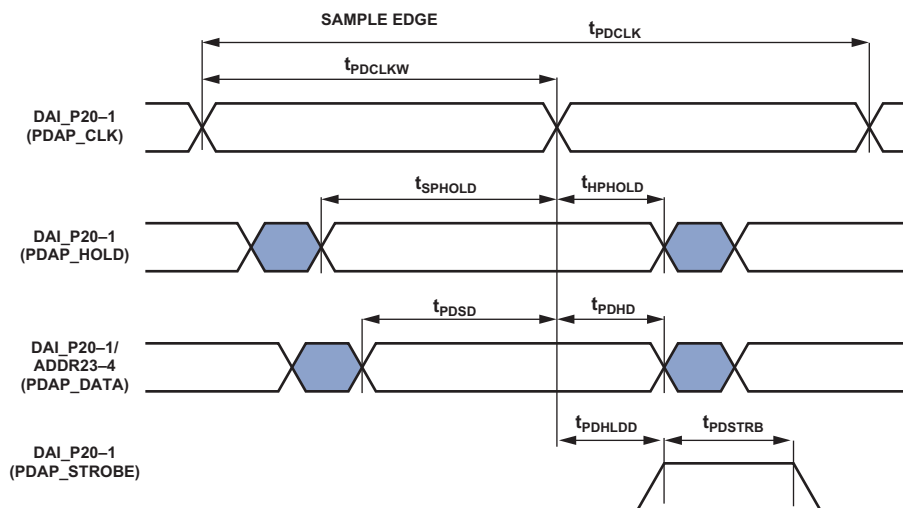 SAMPLE EDGE
tPDCLK
tPDCLKW
DAI_P20–1
(PDAP_CLK)
tSPHOLD
tHPHOLD
DAI_P20–1
(PDAP_HOLD)
tPDSD
tPDHD
DAI_P20–1/
ADDR23–4
(PDAP_DATA)
tPDHLDD
tPDSTRB
DAI_P20–1
(PDAP_STROBE)